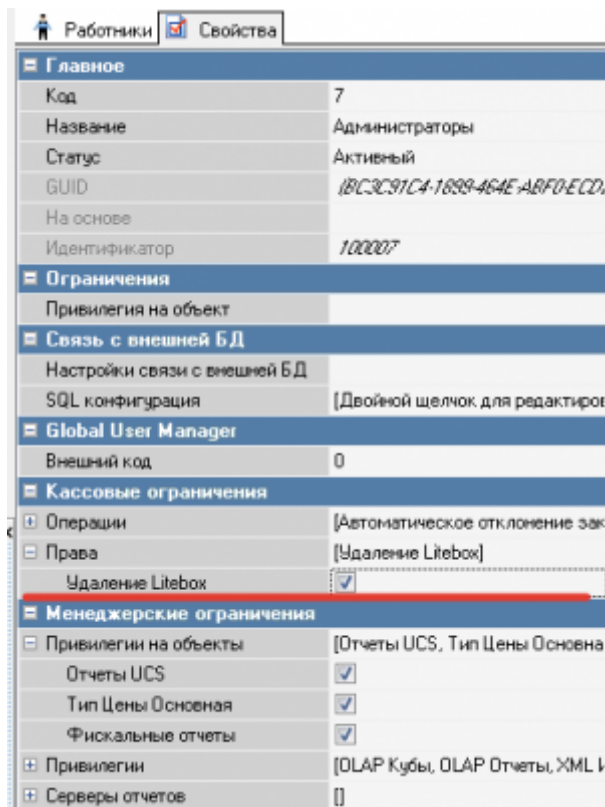 Работники Свойства
Главное
Код 7
Название Администраторы
Статус Активный
GUID {BC3C91C4-1899-464E-ABF0-ECD
На основе
Идентификатор 100007
Ограничения
Привилегия на объект
Связь с внешней БД
Настройки связи с внешней БД
SQL конфигурация [Двойной щелчок для редактиров
Global User Manager
Внешний код 0
Кассовые ограничения
Операции [Автоматическое отклонение зак
Права [Удаление Litebox]
Удаление Litebox
Менеджерские ограничения
Привилегии на объекты [Отчеты UCS, Тип Цены Основна
Отчеты UCS
Тип Цены Основная
Фискальные отчеты
Привилегии [OLAP Кубы, OLAP Отчеты, XML И
Серверы отчетов []